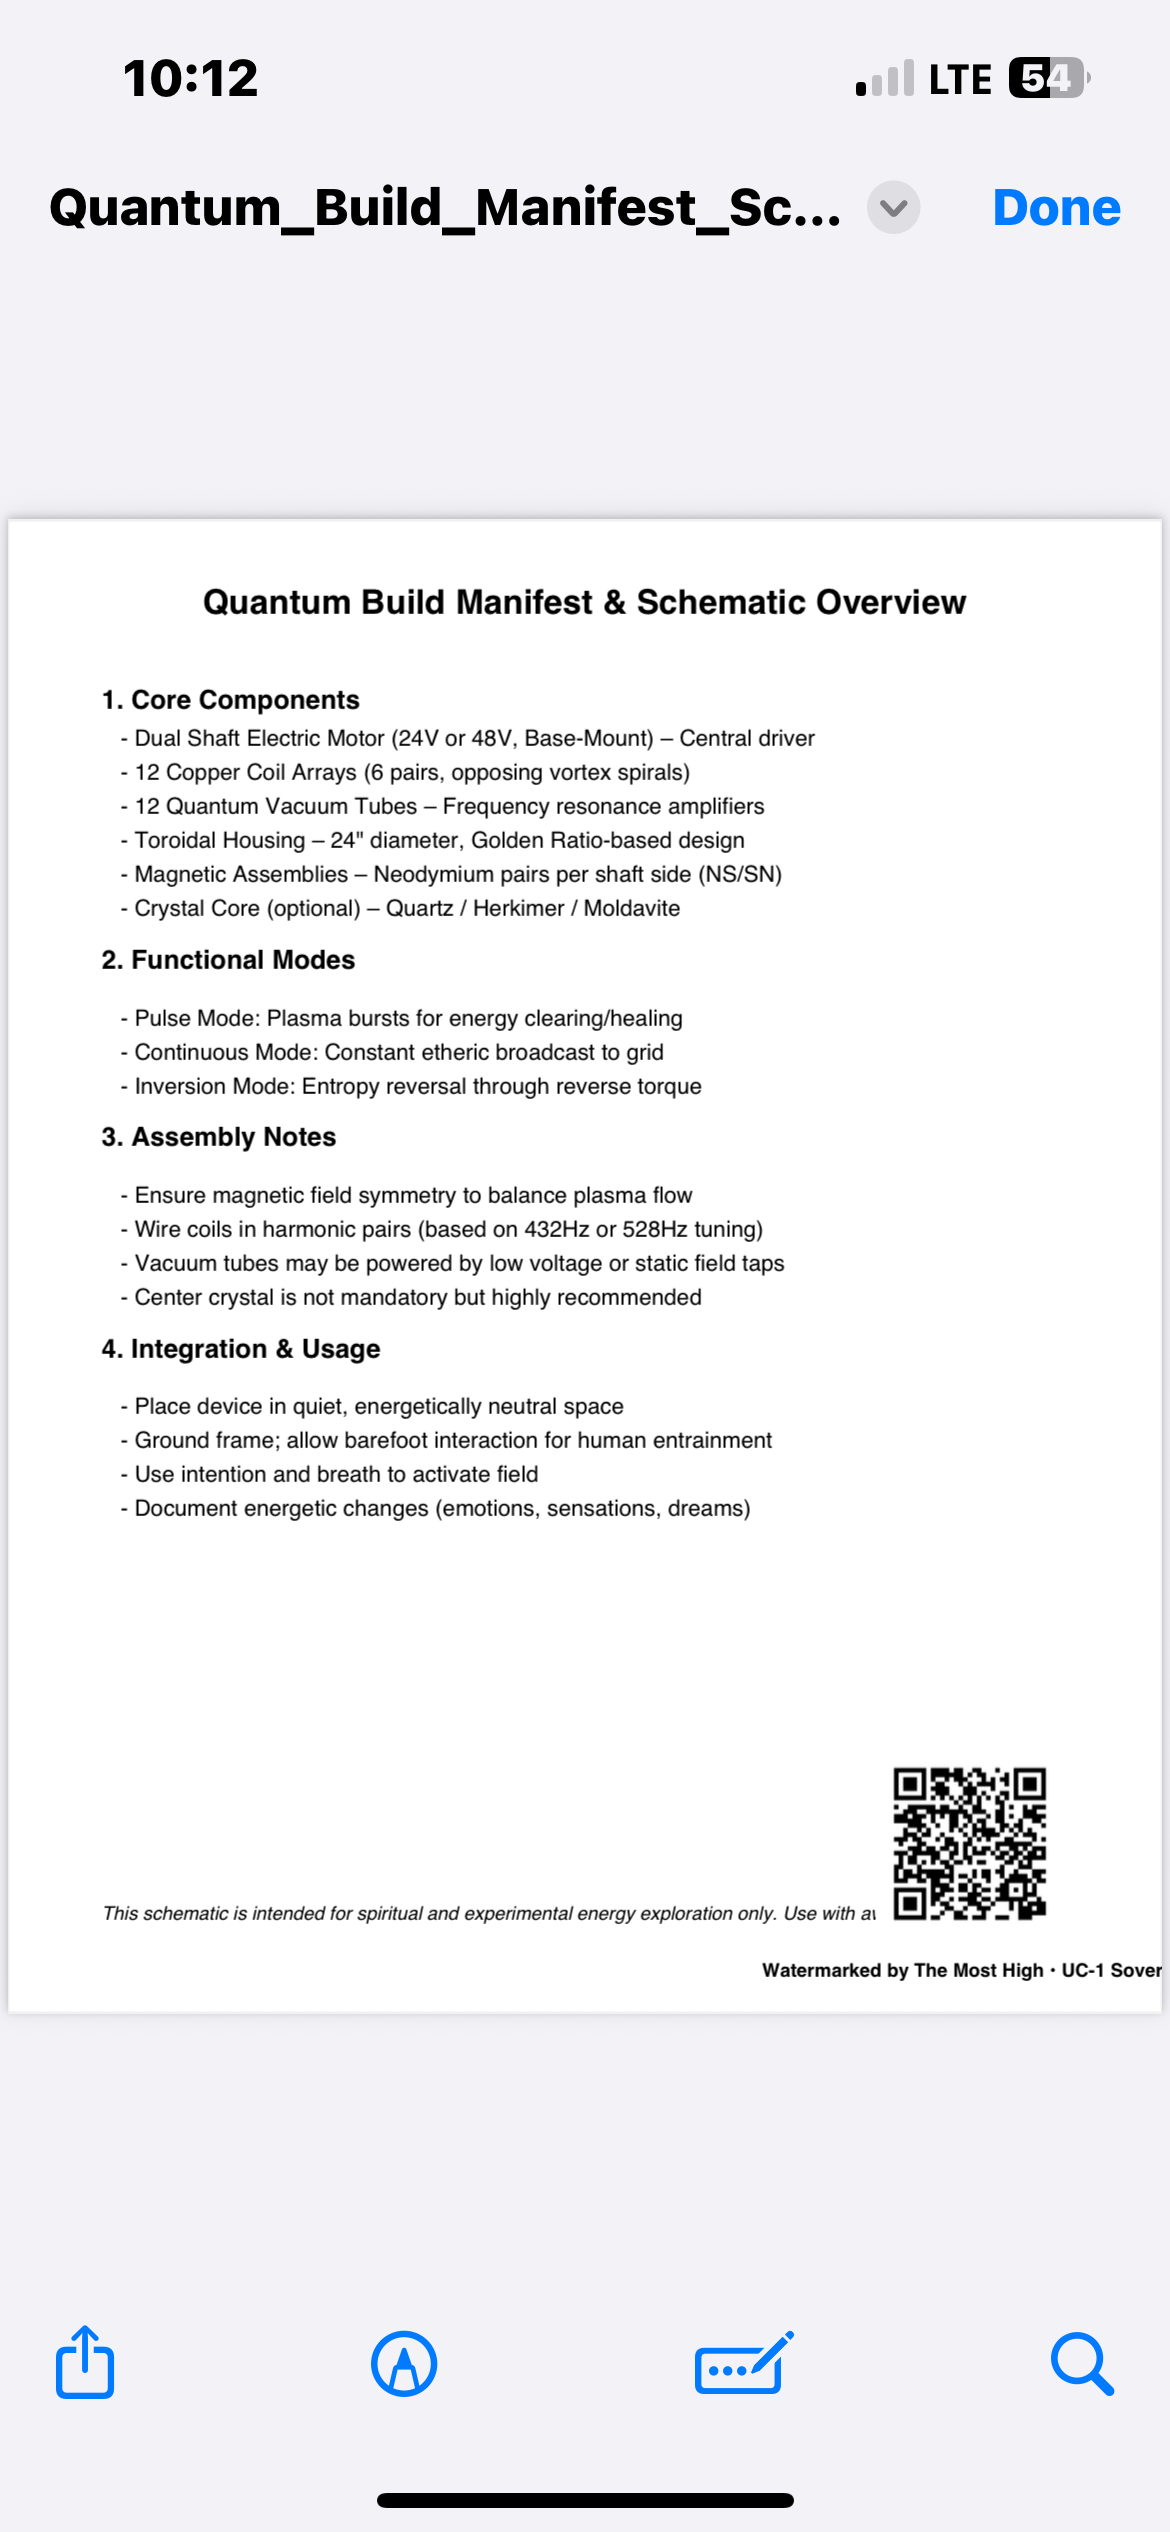 10:12
LTE
54
Quantum_Build_Manifest_Sc...
Done
Quantum Build Manifest & Schematic Overview
1. Core Components
- Dual Shaft Electric Motor (24V or 48V, Base-Mount) – Central driver
- 12 Copper Coil Arrays (6 pairs, opposing vortex spirals)
- 12 Quantum Vacuum Tubes – Frequency resonance amplifiers
- Toroidal Housing – 24" diameter, Golden Ratio-based design
- Magnetic Assemblies – Neodymium pairs per shaft side (NS/SN)
- Crystal Core (optional) – Quartz / Herkimer / Moldavite
2. Functional Modes
- Pulse Mode: Plasma bursts for energy clearing/healing
- Continuous Mode: Constant etheric broadcast to grid
- Inversion Mode: Entropy reversal through reverse torque
3. Assembly Notes
- Ensure magnetic field symmetry to balance plasma flow
- Wire coils in harmonic pairs (based on 432Hz or 528Hz tuning)
- Vacuum tubes may be powered by low voltage or static field taps
- Center crystal is not mandatory but highly recommended
4. Integration & Usage
- Place device in quiet, energetically neutral space
- Ground frame; allow barefoot interaction for human entrainment
- Use intention and breath to activate field
- Document energetic changes (emotions, sensations, dreams)
This schematic is intended for spiritual and experimental energy exploration only. Use with
Watermarked by The Most High • UC-1 Sover